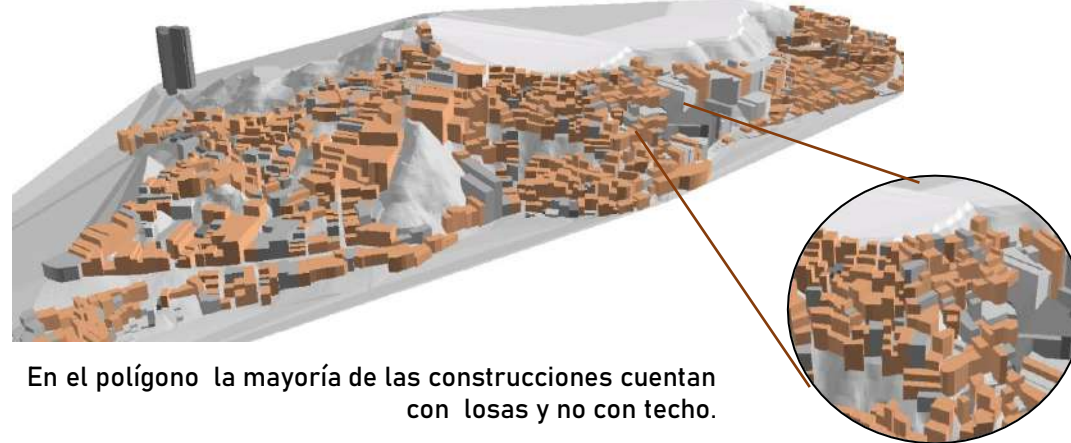 En el polígono la mayoría de las construcciones cuentan
con losas y no con techo.